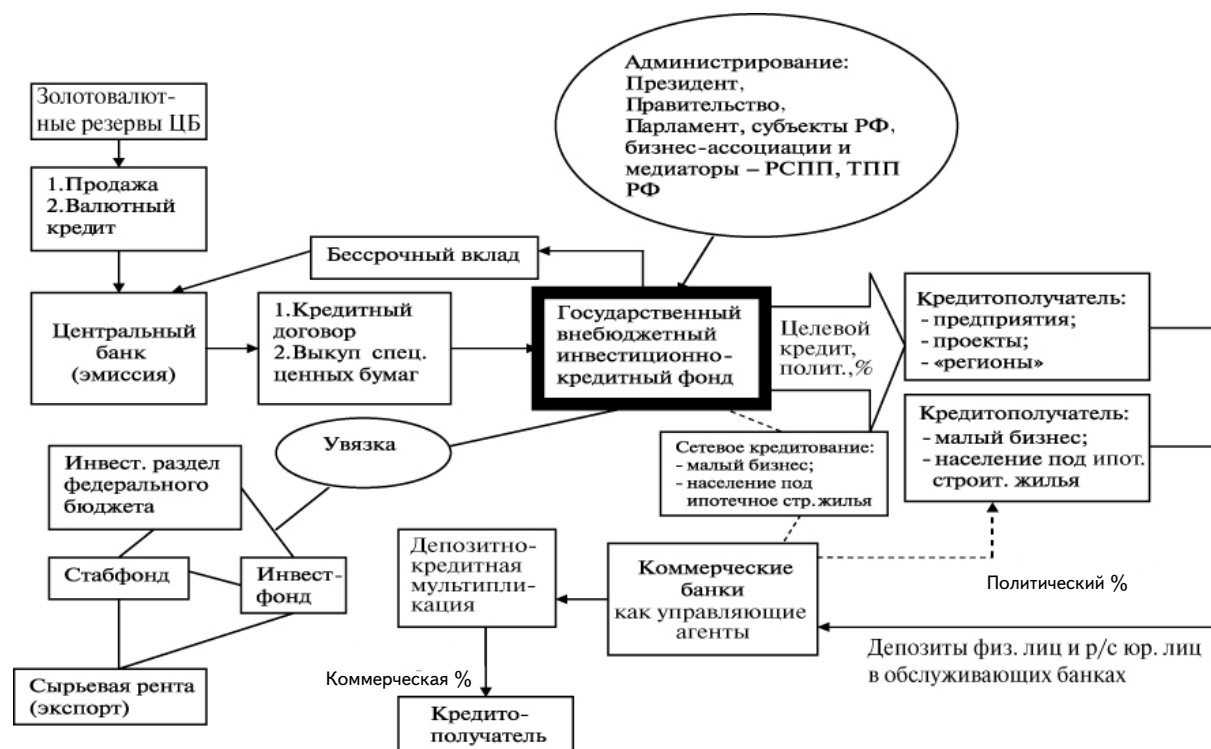 Администрирование:
Президент,
Правительство,
Парламент, субъекты РФ,
бизнес-ассоциации и
медиаторы – РСПП, ТПП
РФ
Золотовалют-
ные резервы ЦБ
1.Продажа
2.Валютный
кредит
Бессрочный вклад
Центральный
банк
(эмиссия)
1.Кредитный
договор
2.Выкуп спец.
ценных бумаг
Государственный
внебюджетный
инвестиционно-
кредитный фонд
Целевой
кредит,
полит.,%
Кредитополучатель:
- предприятия;
- проекты;
- «регионы»
Кредитополучатель:
- малый бизнес;
- население под ипот.
строит. жилья
Увязка
Сетевое кредитование:
- малый бизнес;
- население под
ипотечное стр.жилья
Инвест. раздел
федерального
бюджета
Стабфонд
Инвест-
фонд
Депозитно-
кредитная
мультипли-
кация
Коммерческие
банки
как управляющие
агенты
Политический %
Депозиты физ. лиц и р/с юр. лиц
в обслуживающих банках
Сырьевая рента
(экспорт)
Коммерческая %
Кредито-
получатель